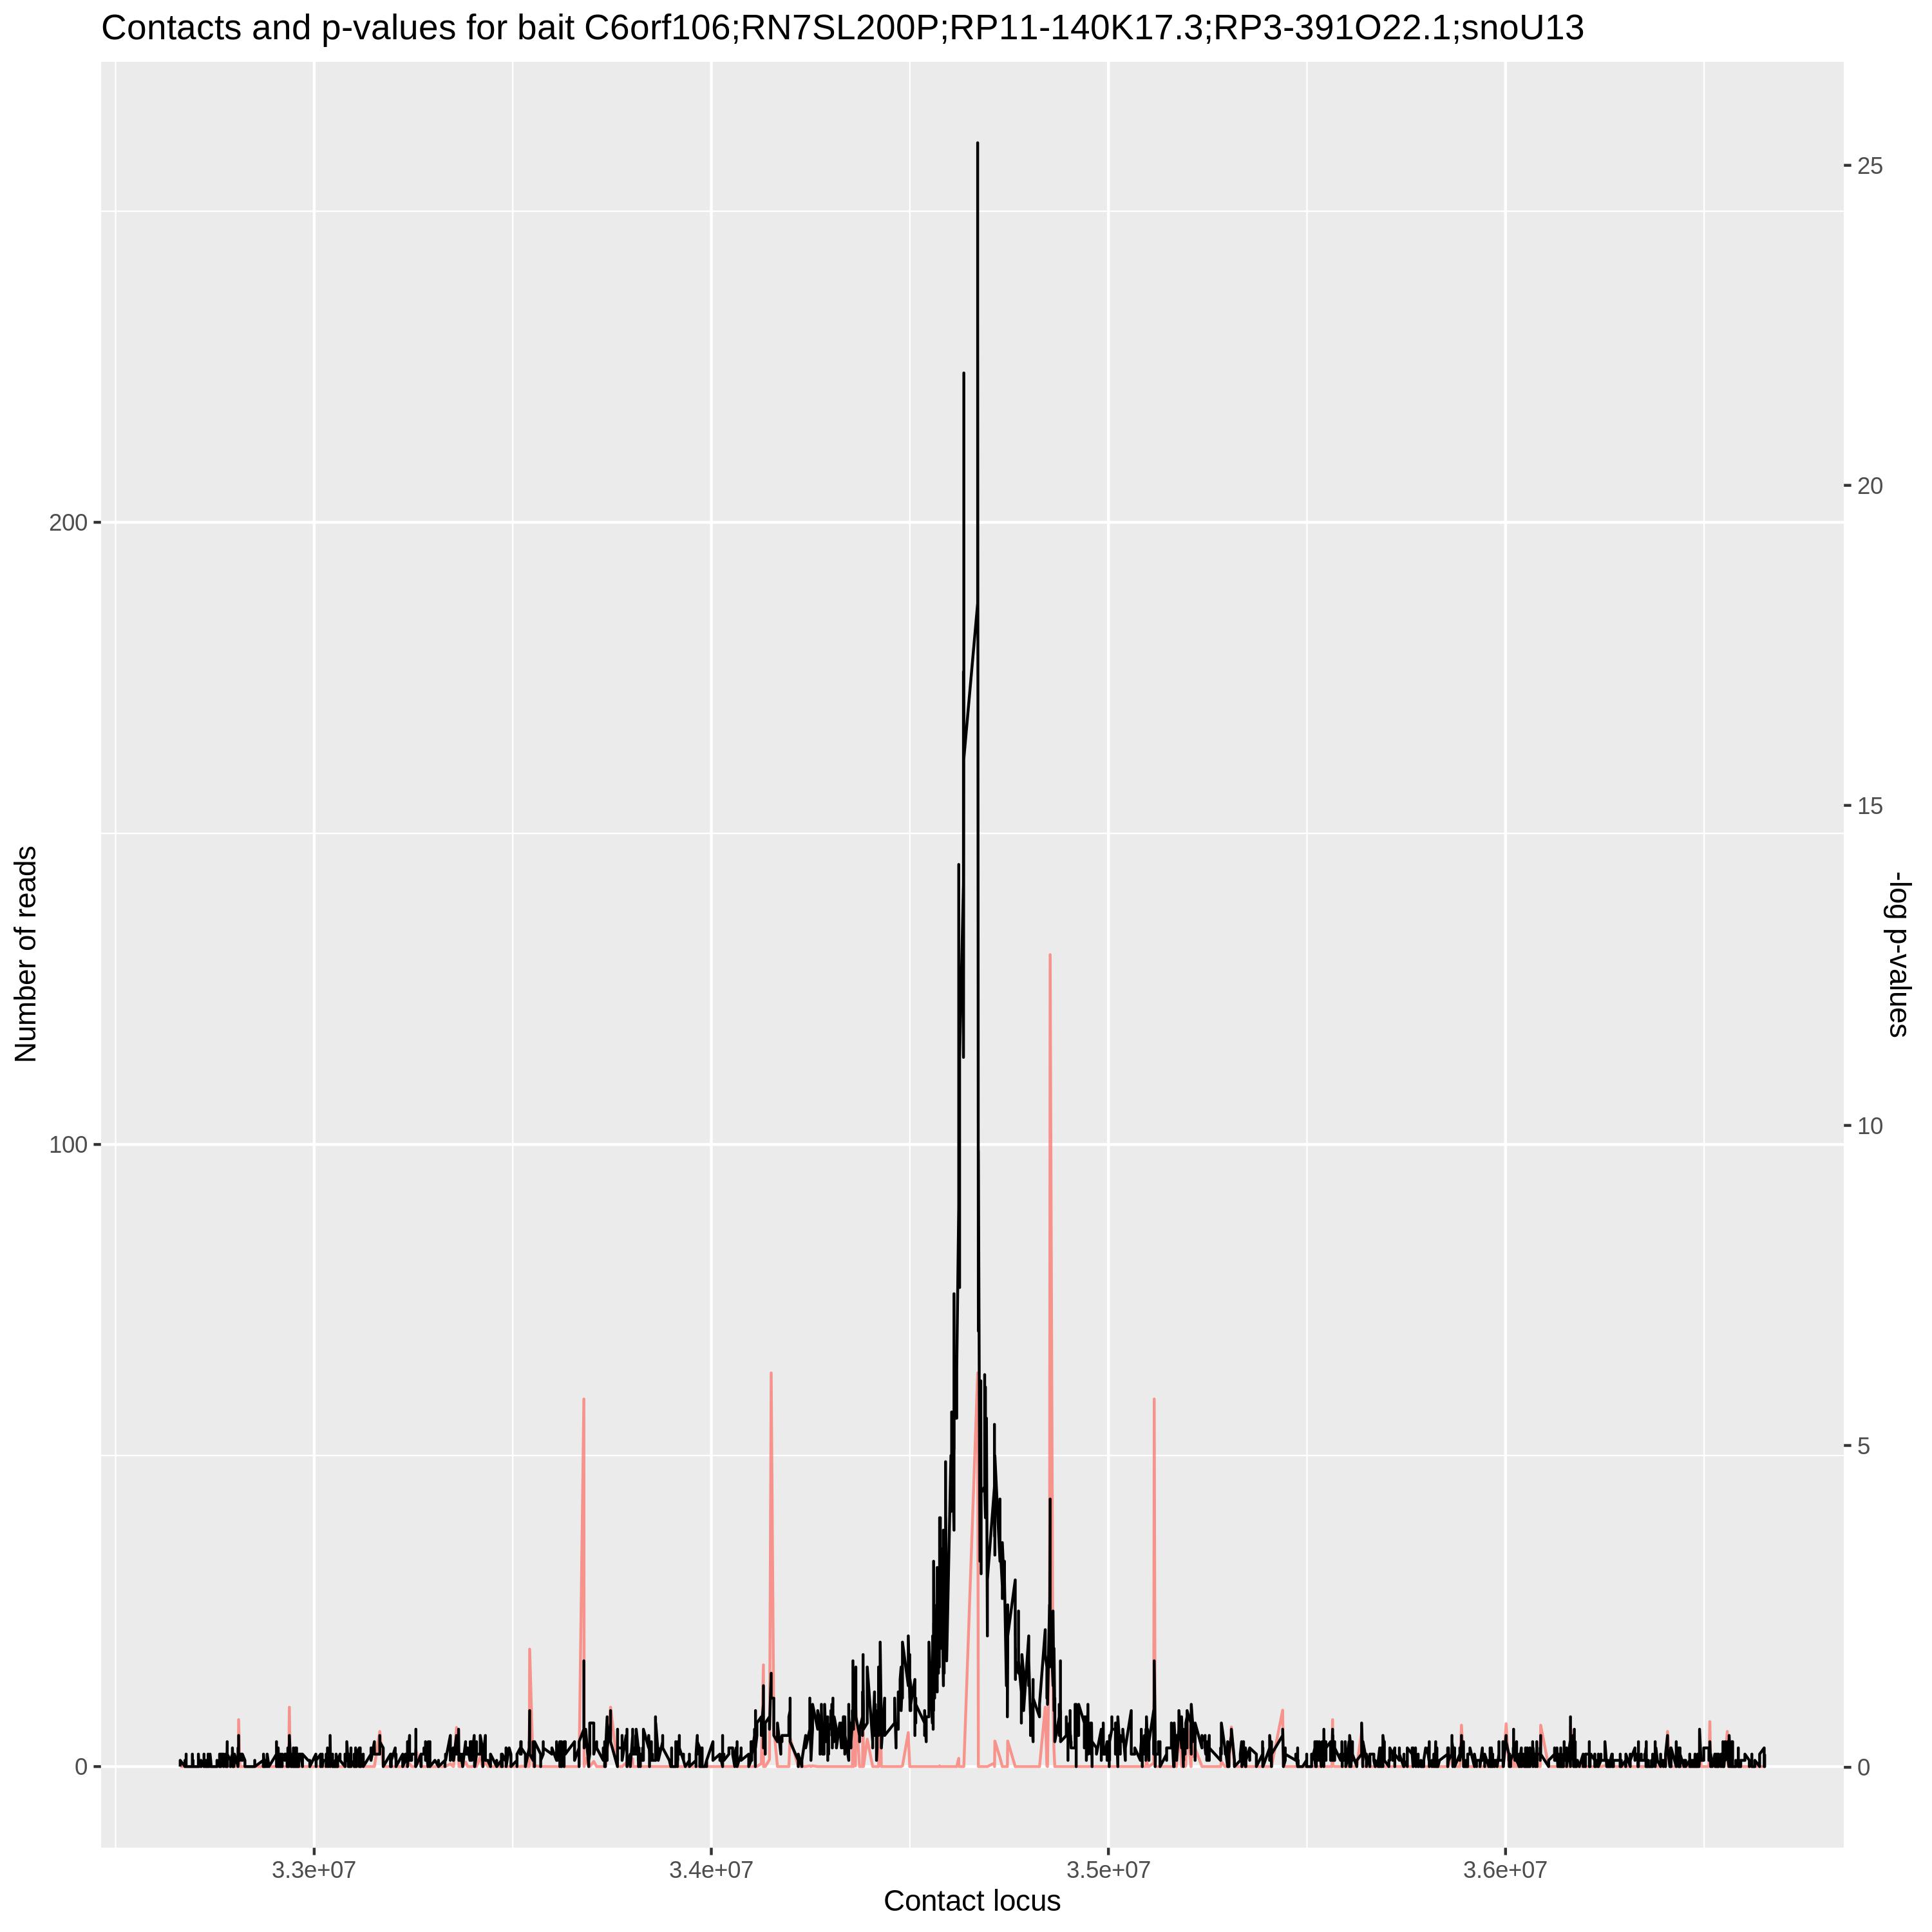 Contacts and p-values for bait C6orf106;RN7SL200P;RP11-140K17.3;RP3-391O22.1;snoU13
25
20
15
10
5
0
-log p-values
200
100
0
Number of reads
3.3e+07 3.4e+07 3.5e+07 3.6e+07
Contact locus